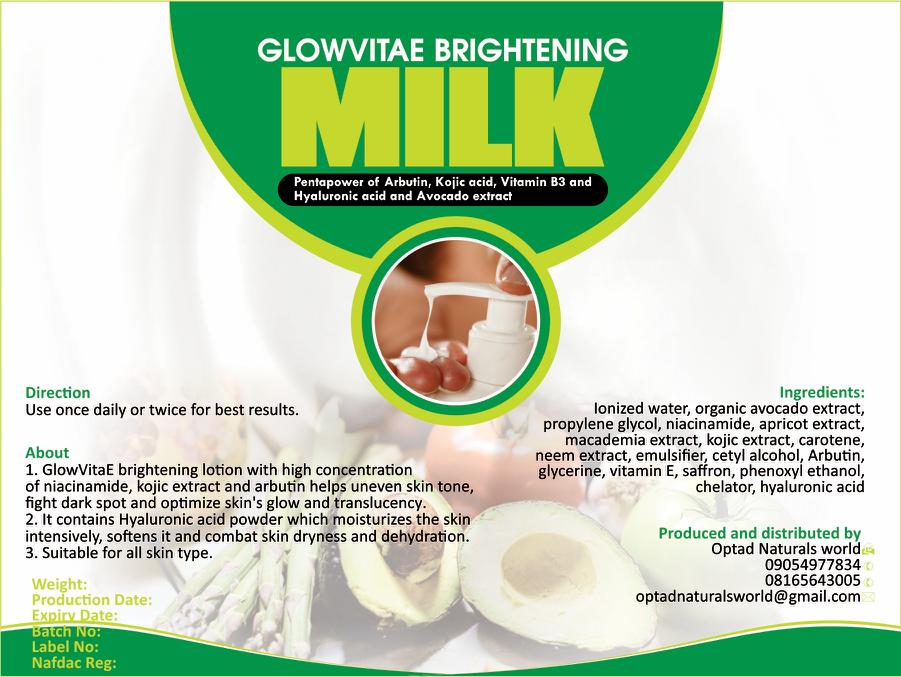 GLOWVITAE BRIGHTENING
MILK
Pentapower of Arbutin, Kojic acid, Vitamin B3 and
Hyaluronic acid and Avocado extract
Direction
Use once daily or twice for best results.
About
1. GlowVitaE brightening lotion with high concentration
of niacinamide, kojic extract and arbutin helps uneven skin tone,
fight dark spot and optimize skin's glow and translucency.
2. It contains Hyaluronic acid powder which moisturizes the skin
intensively, softens it and combat skin dryness and dehydration.
3. Suitable for all skin type.
Weight:
Production Date:
Expiry Date:
Batch No:
Label No:
Nafdac Reg:
Ingredients:
Ionized water, organic avocado extract,
propylene glycol, niacinamide, apricot extract,
macademia extract, kojic extract, carotene,
neem extract, emulsifier, cetyl alcohol, Arbutin,
glycerine, vitamin E, saffron, phenoxyl ethanol,
chelator, hyaluronic acid
Produced and distributed by
Optad Naturals world
09054977834
08165643005
optadnaturalsworld@gmail.com